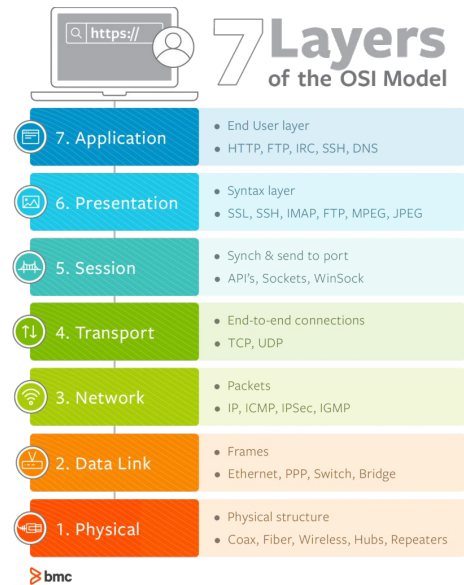 https://
7 Layers
of the OSI Model
7. Application
• End User layer
• HTTP, FTP, IRC, SSH, DNS
6. Presentation
• Syntax layer
• SSL, SSH, IMAP, FTP, MPEG, JPEG
5. Session
• Synch & send to port
• API's, Sockets, WinSock
4. Transport
• End-to-end connections
• TCP, UDP
3. Network
• Packets
• IP, ICMP, IPSec, IGMP
2. Data Link
• Frames
• Ethernet, PPP, Switch, Bridge
1. Physical
• Physical structure
• Coax, Fiber, Wireless, Hubs, Repeaters
bmc